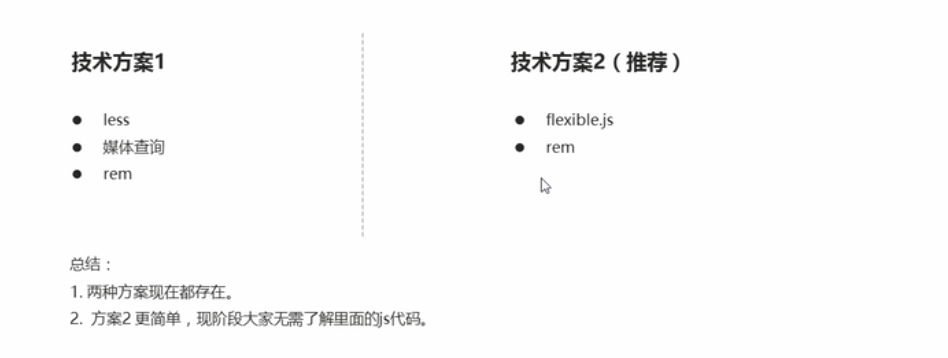 技术方案1
● less
● 媒体查询
● rem
技术方案2（推荐）
● flexible.js
● rem
总结：
1. 两种方案现在都存在。
2. 方案2 更简单，现阶段大家无需了解里面的js代码。